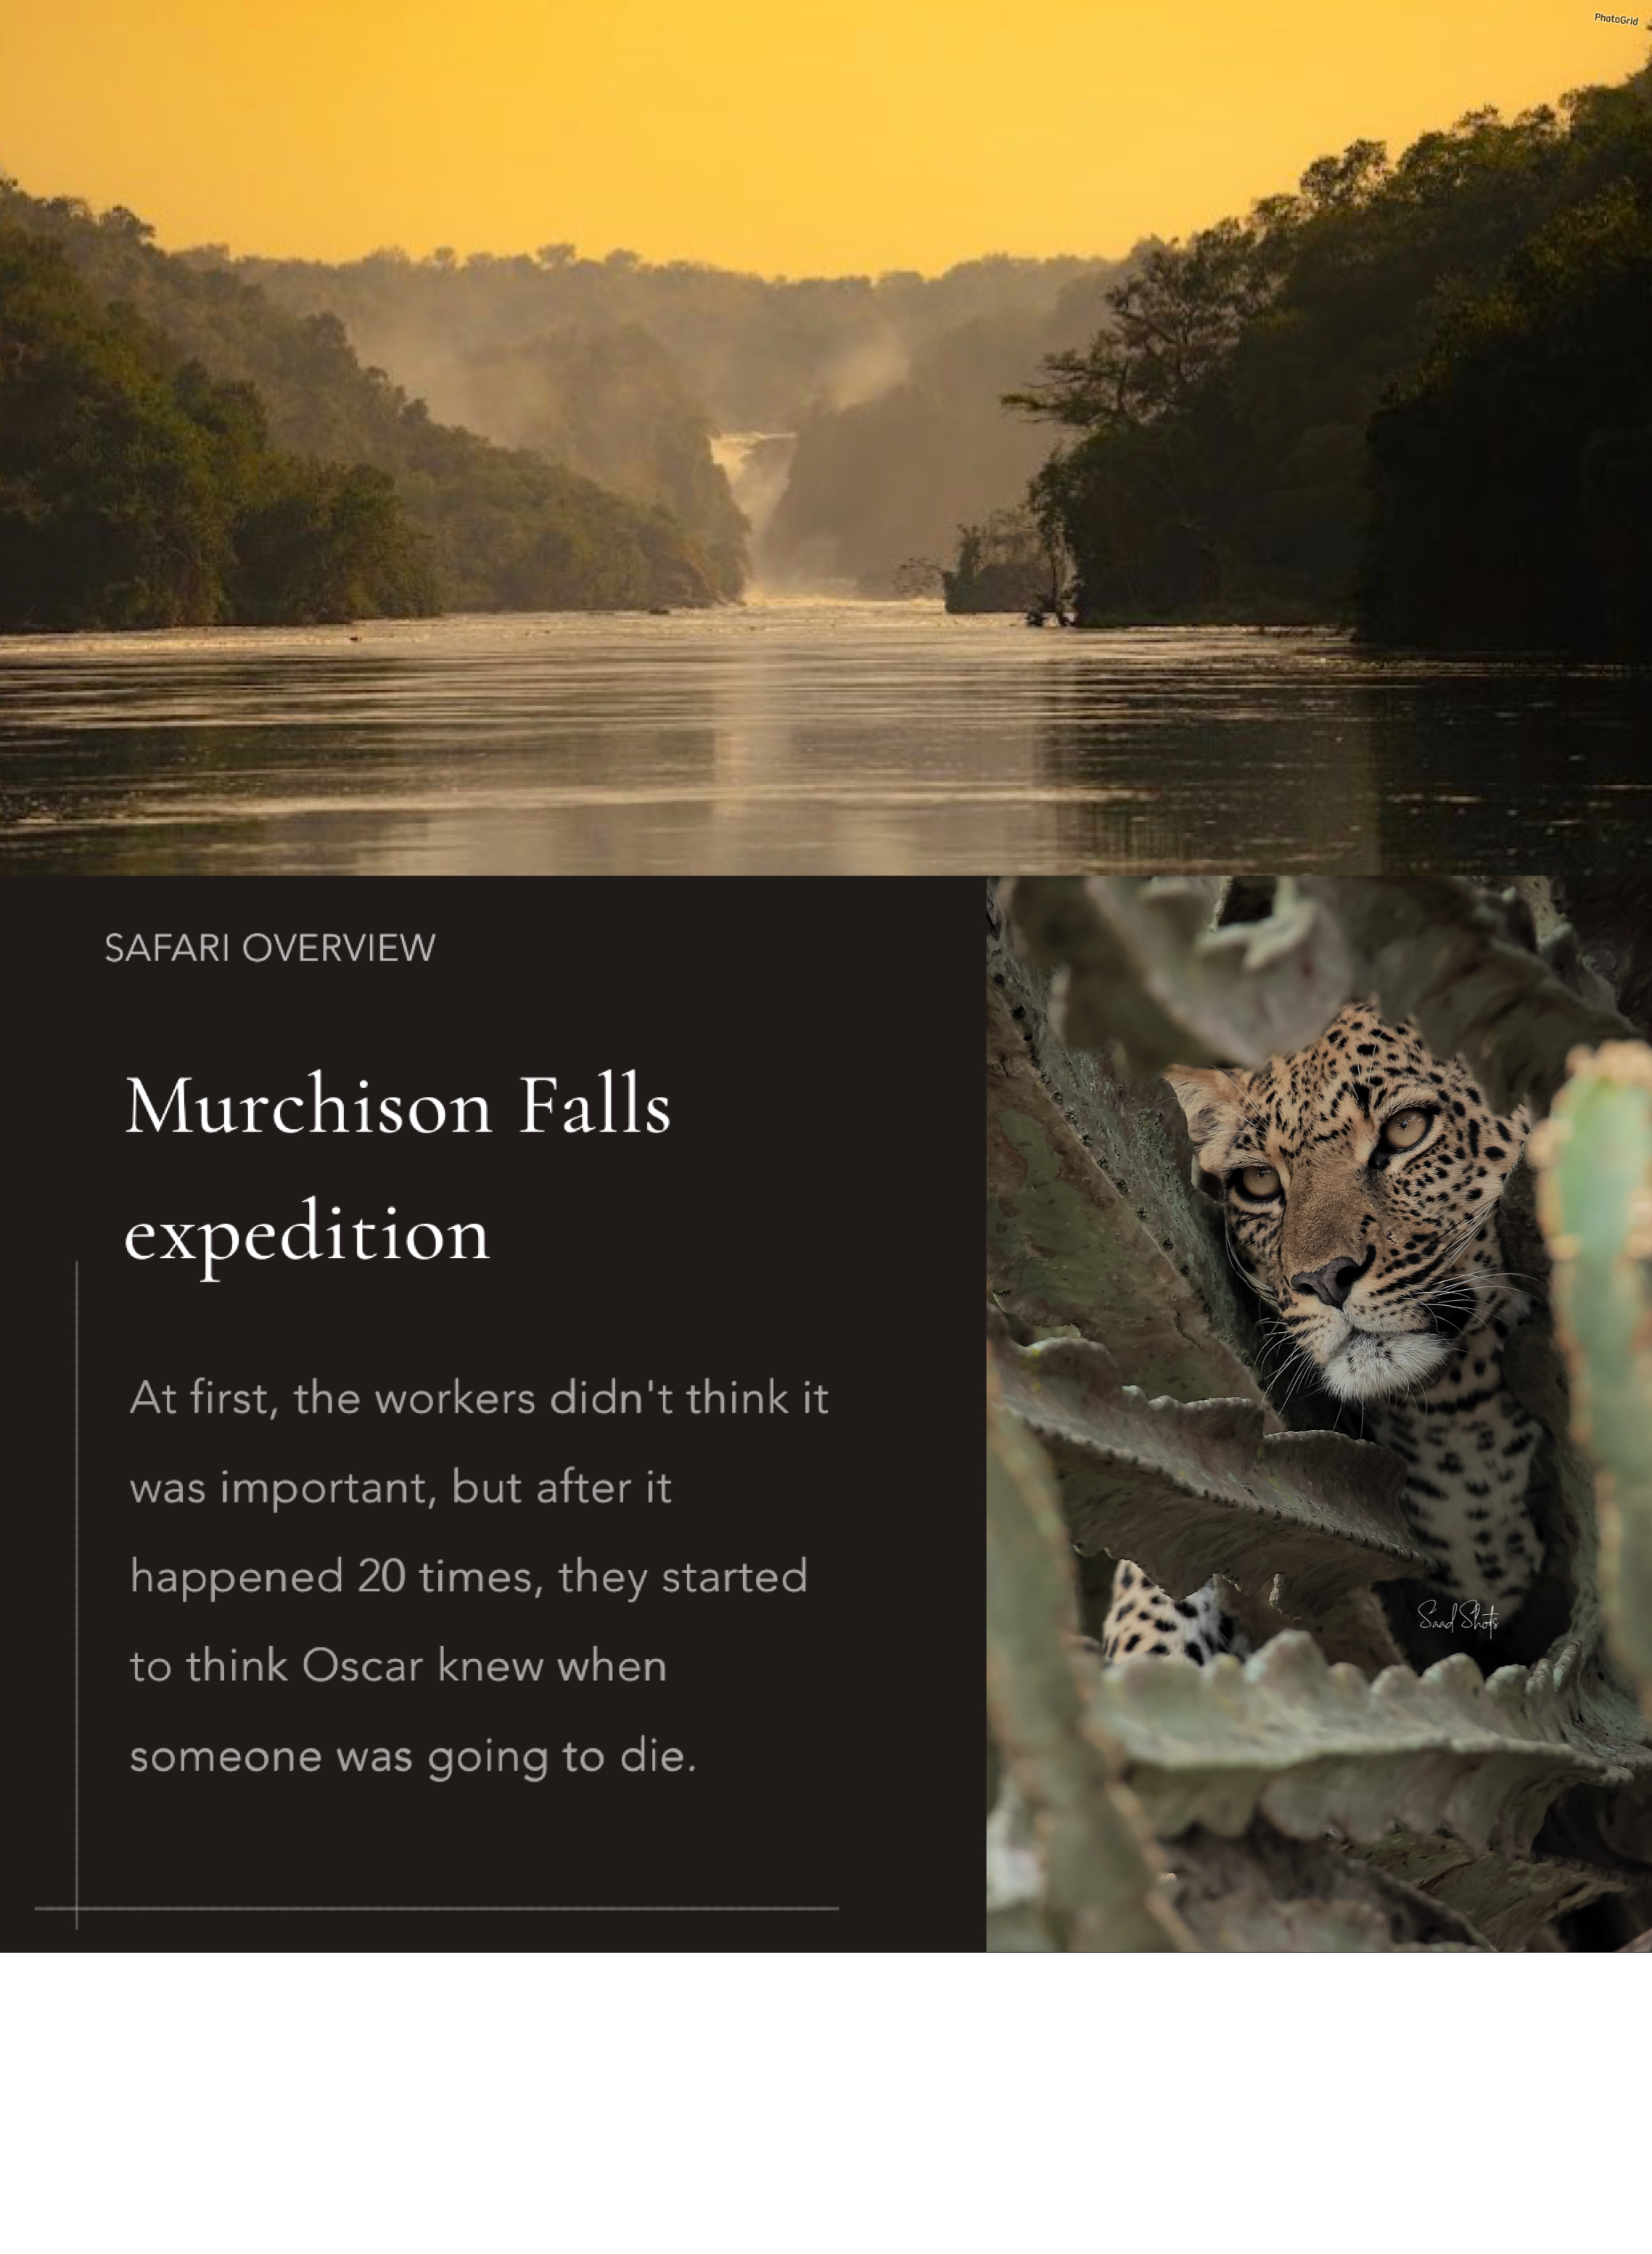 PhotoGrid
SAFARI OVERVIEW
Murchison Falls
expedition
At first, the workers didn't think it
was important, but after it
happened 20 times, they started
to think Oscar knew when
someone was going to die.
Saad Shots